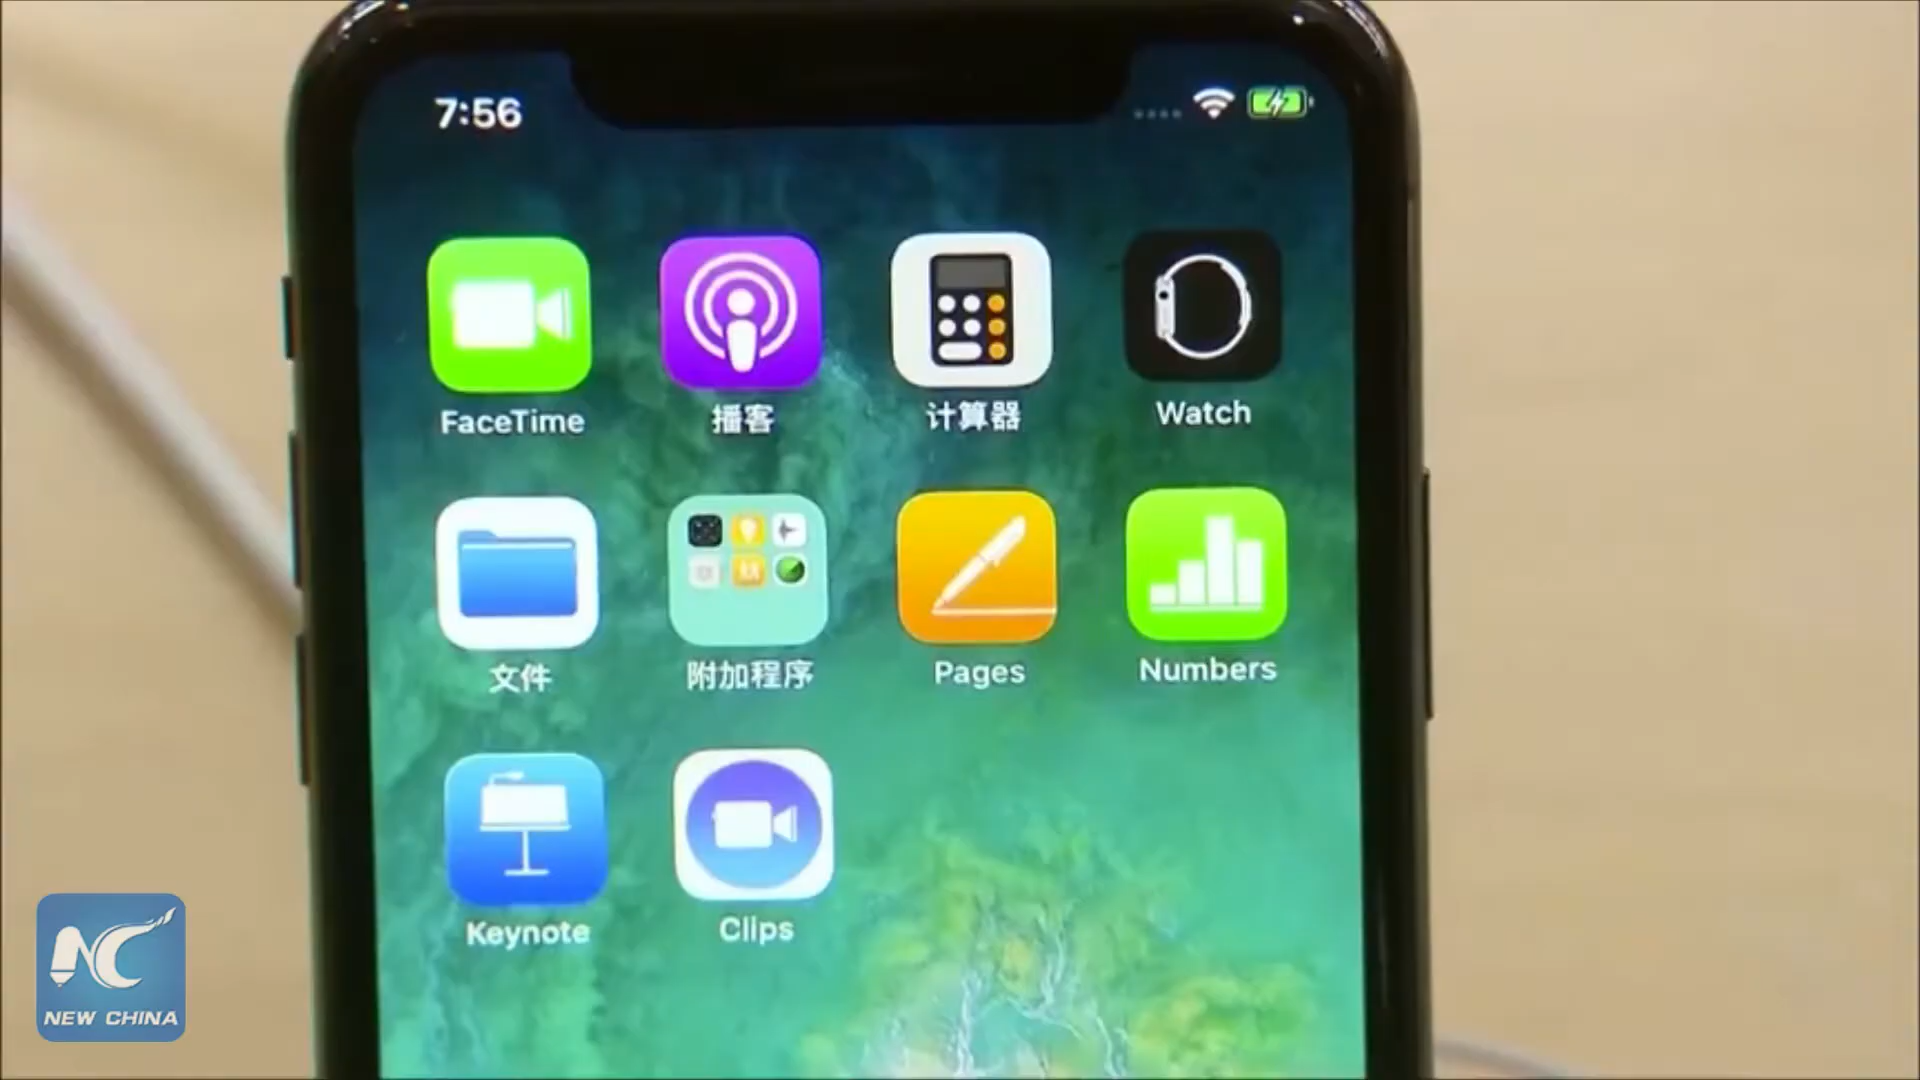 7:56
FaceTime
播客
计算器
Watch
文件
附加程序
Pages
Numbers
Keynote
Clips
NC
NEW CHINA